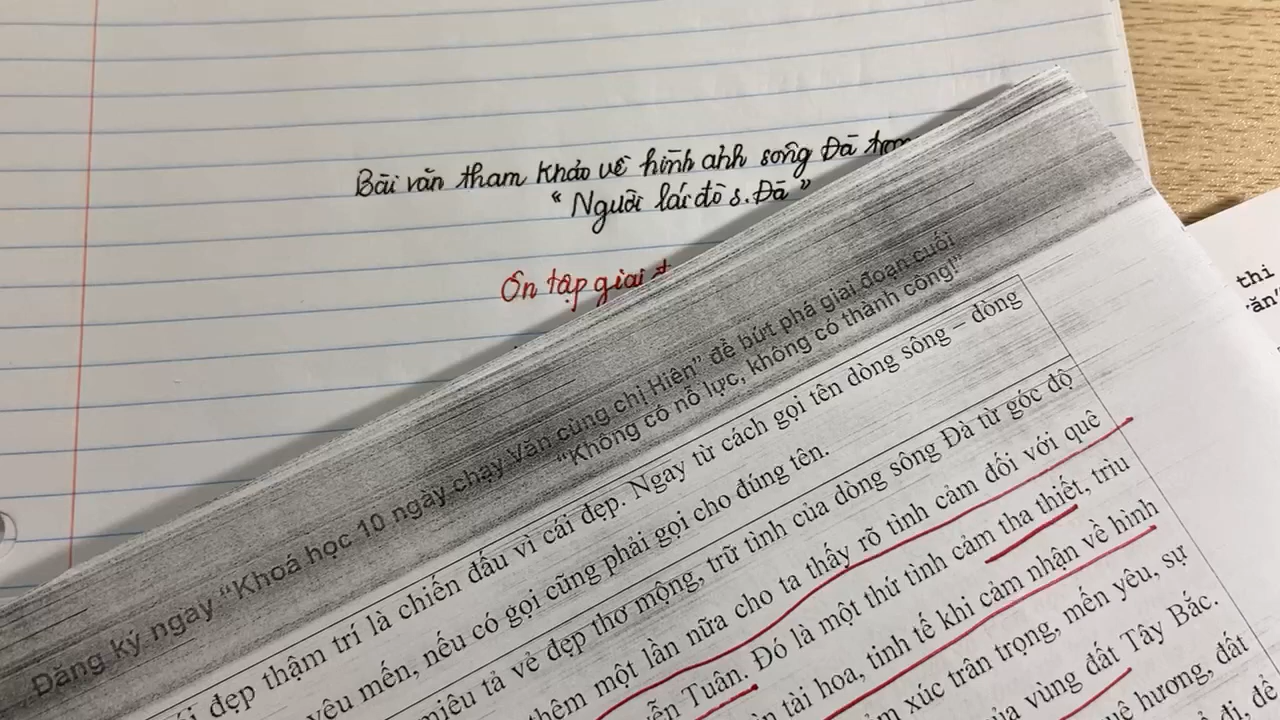 Bài văn tham khảo về hình ảnh sông Đà
“ Người lái đò s.Đà ”
Ôn tập giai
Đăng ký ngay “Khoá học 10 ngày chạy Văn cùng chị Hiên” để bứt phá giai đoạn cuối
“Không có nỗ lực, không có thành công!”
đẹp thậm trí là chiến đấu vì cái đẹp. Ngay từ cách gọi tên dòng sông – dòng
yêu mến, nếu có gọi cũng phải gọi cho đúng tên.
miêu tả vẻ đẹp thơ mộng, trữ tình của dòng sông Đà từ góc độ
thêm một lần nữa cho ta thấy rõ tình cảm đối với quê
Tuân. Đó là một thứ tình cảm tha thiết, trìu
tài hoa, tinh tế khi cảm nhận về hình
xúc trân trọng, mến yêu, sự
vùng đất Tây Bắc.
hương, đất
đi, để
thi